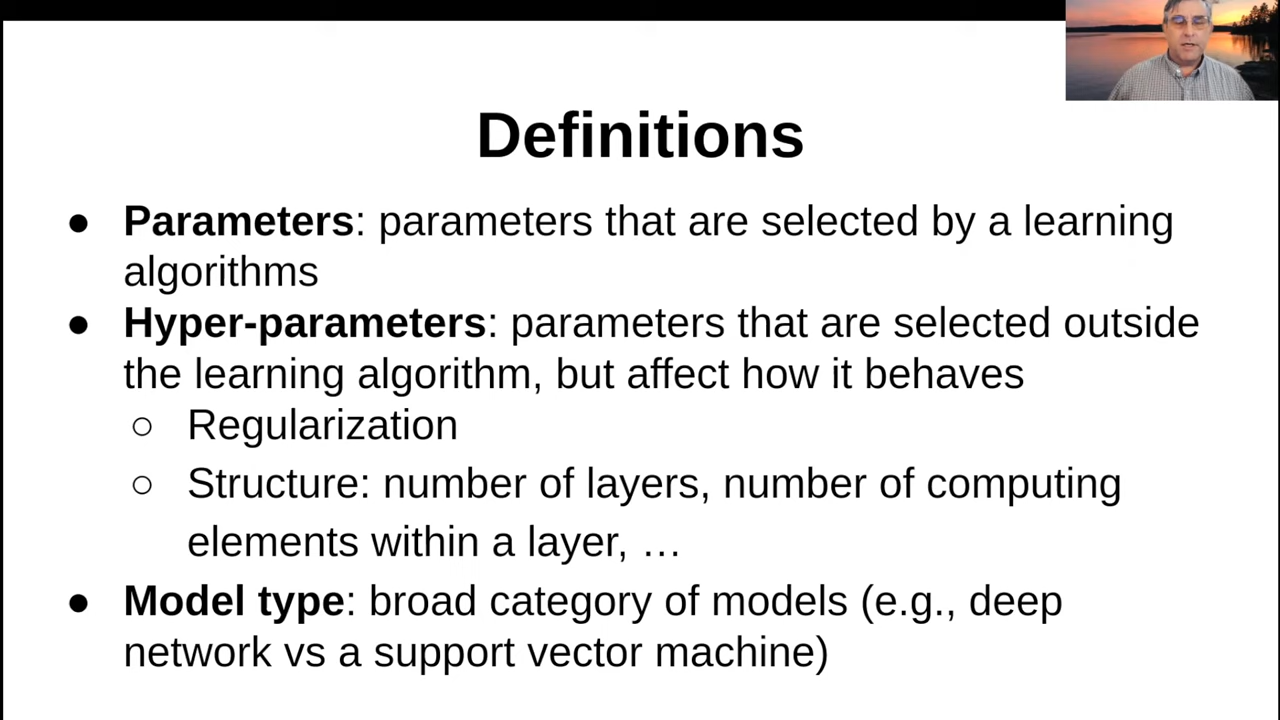 Definitions
● Parameters: parameters that are selected by a learning
algorithms
● Hyper-parameters: parameters that are selected outside
the learning algorithm, but affect how it behaves
○ Regularization
○ Structure: number of layers, number of computing
elements within a layer, …
● Model type: broad category of models (e.g., deep
network vs a support vector machine)